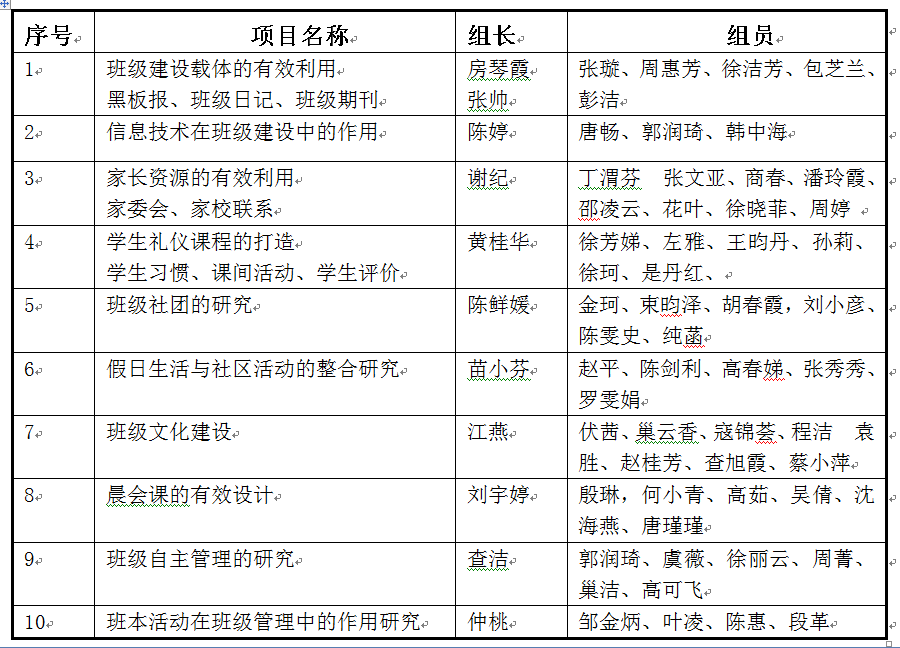 序号 项目名称 组长 组员
1 班级建设载体的有效利用 房琴霞 张璇、周惠芳、徐洁芳、包芝兰、
黑板报、班级日记、班级期刊 张帅 彭洁
2 信息技术在班级建设中的作用 陈婷 唐畅、郭润琦、韩中海
3 家长资源的有效利用 谢纪 丁渭芬 张文亚、商春、潘玲霞、
家委会、家校联系 邵凌云、花叶、徐晓菲、周婷
4 学生礼仪课程的打造 黄桂华 徐芳娣、左雅、王昀丹、孙莉、
学生习惯、课间活动、学生评价 徐珂、是丹红、
5 班级社团的研究 陈鲜媛 金珂、束昀泽、胡春霞，刘小彦、
陈雯史、纯菡
6 假日生活与社区活动的整合研究 苗小芬 赵平、陈剑利、高春娣、张秀秀、
罗雯娟
7 班级文化建设 江燕 伏茜、巢云香、寇锦荟、程洁 袁
胜、赵桂芳、查旭霞、蔡小萍
8 晨会课的有效设计 刘宇婷 殷琳，何小青、高茹、吴倩、沈
海燕、唐瑾瑾
9 班级自主管理的研究 查洁 郭润琦、虞薇、徐丽云、周菁、
巢洁、高可飞
10 班本活动在班级管理中的作用研究 仲桃 邹金炳、叶凌、陈惠、段革